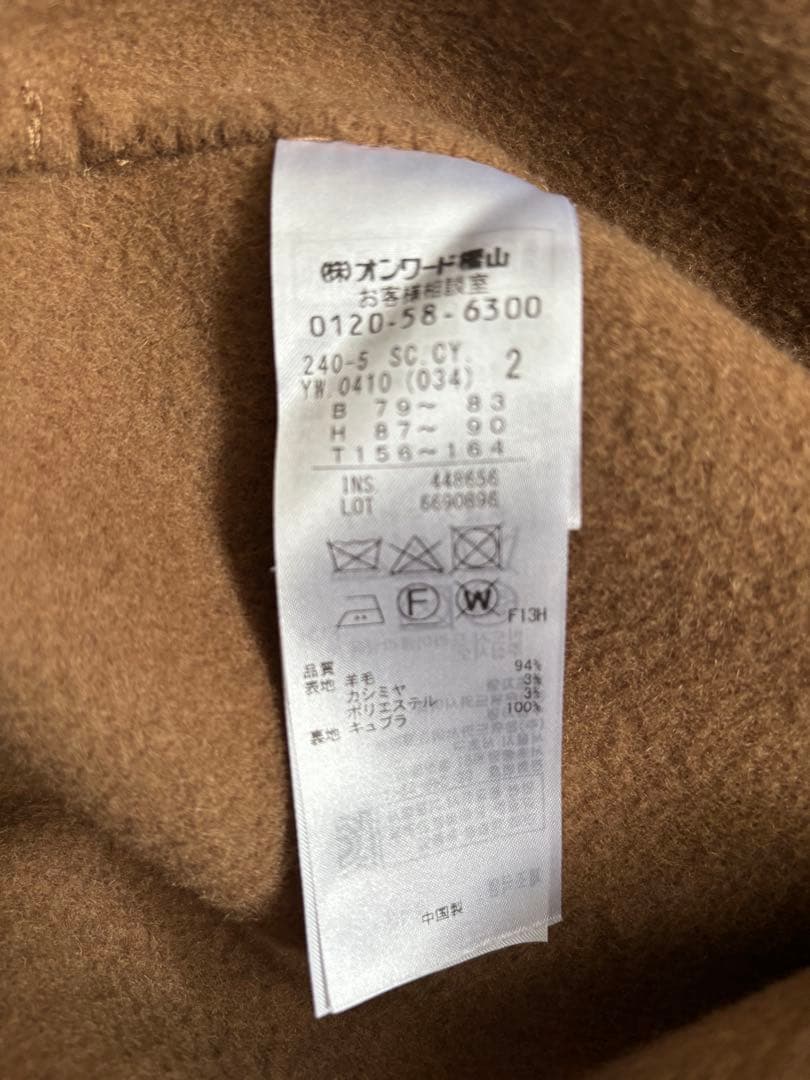 (株)オンワード樫山
お客様相談室
0120-58-6300
240-5 SC.CY. 2
YW.0410 (034)
B 79～ 83
H 87～ 90
T 156～164
INS. 448656
LOT 6690896
F W F13H
品質
表地 羊毛 94%
カシミヤ 3%
ポリエステル 3%
裏地 キュプラ 100%
中国製